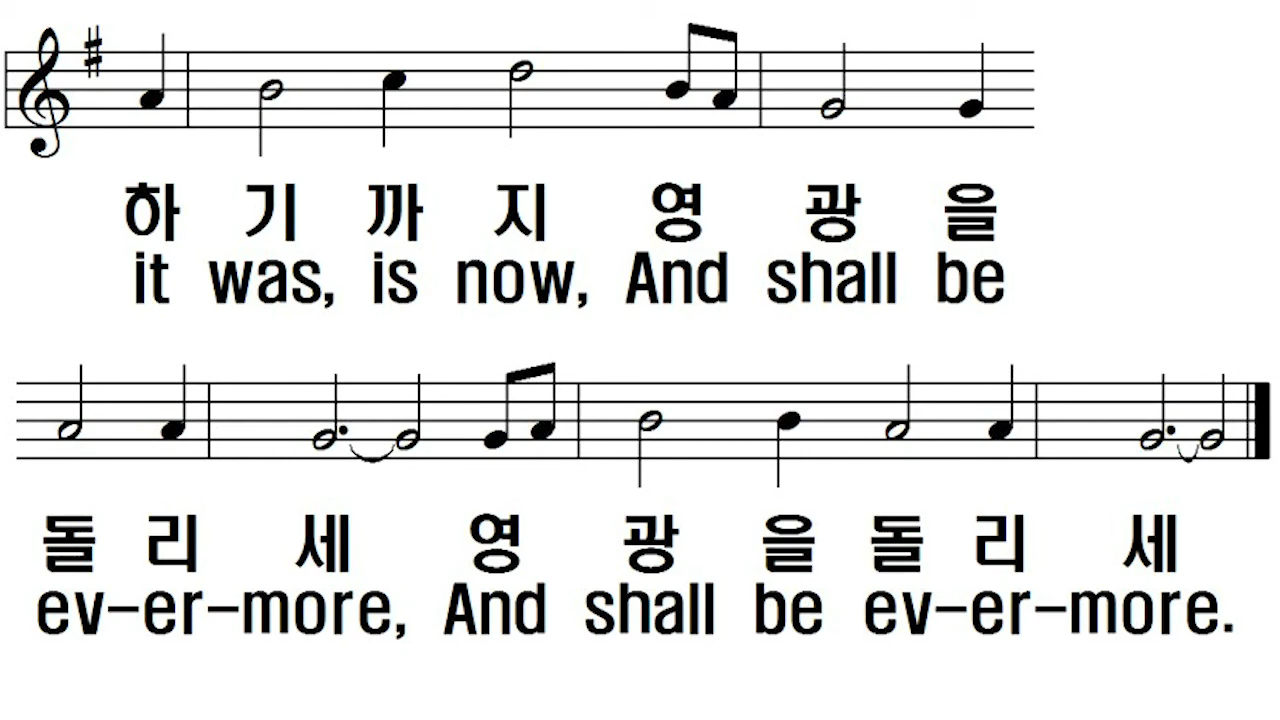 하 기 까 지 영 광 을
it was, is now, And shall be
돌 리 세 영 광 을 돌 리 세
ev-er-more, And shall be ev-er-more.